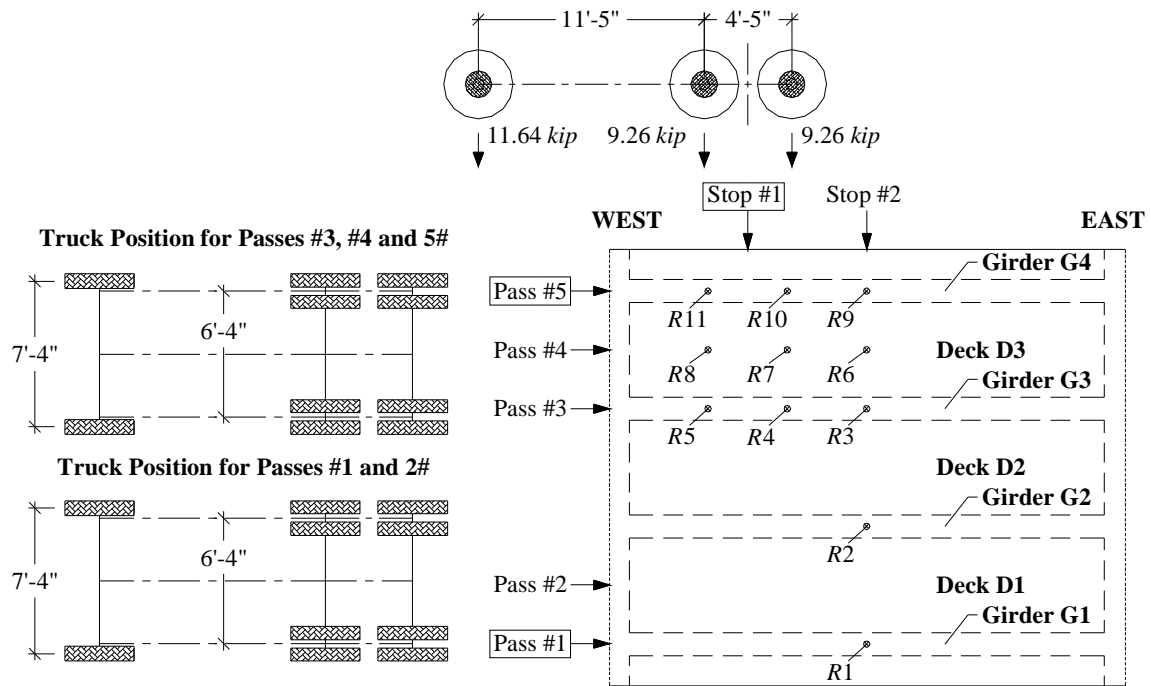 11'-5"
4'-5"
11.64 kip
9.26 kip
9.26 kip
Stop #1
Stop #2
WEST
EAST
Truck Position for Passes #3, #4 and 5#
7'-4"
6'-4"
Truck Position for Passes #1 and 2#
7'-4"
6'-4"
Pass #5
Pass #4
Pass #3
Pass #2
Pass #1
Girder G4
R11
R10
R9
Deck D3
R8
R7
R6
Girder G3
R5
R4
R3
Deck D2
Girder G2
R2
Deck D1
Girder G1
R1